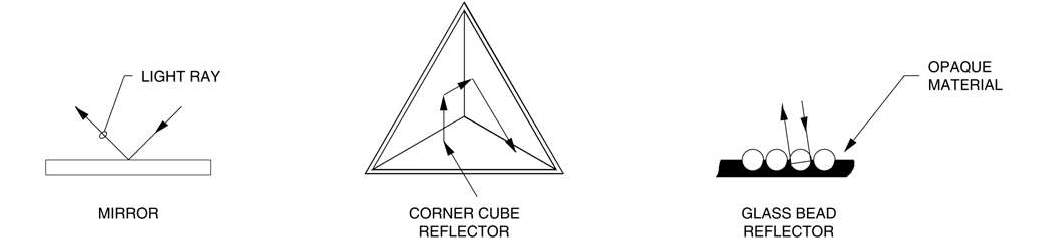 LIGHT RAY
MIRROR
CORNER CUBE
REFLECTOR
OPAQUE
MATERIAL
GLASS BEAD
REFLECTOR